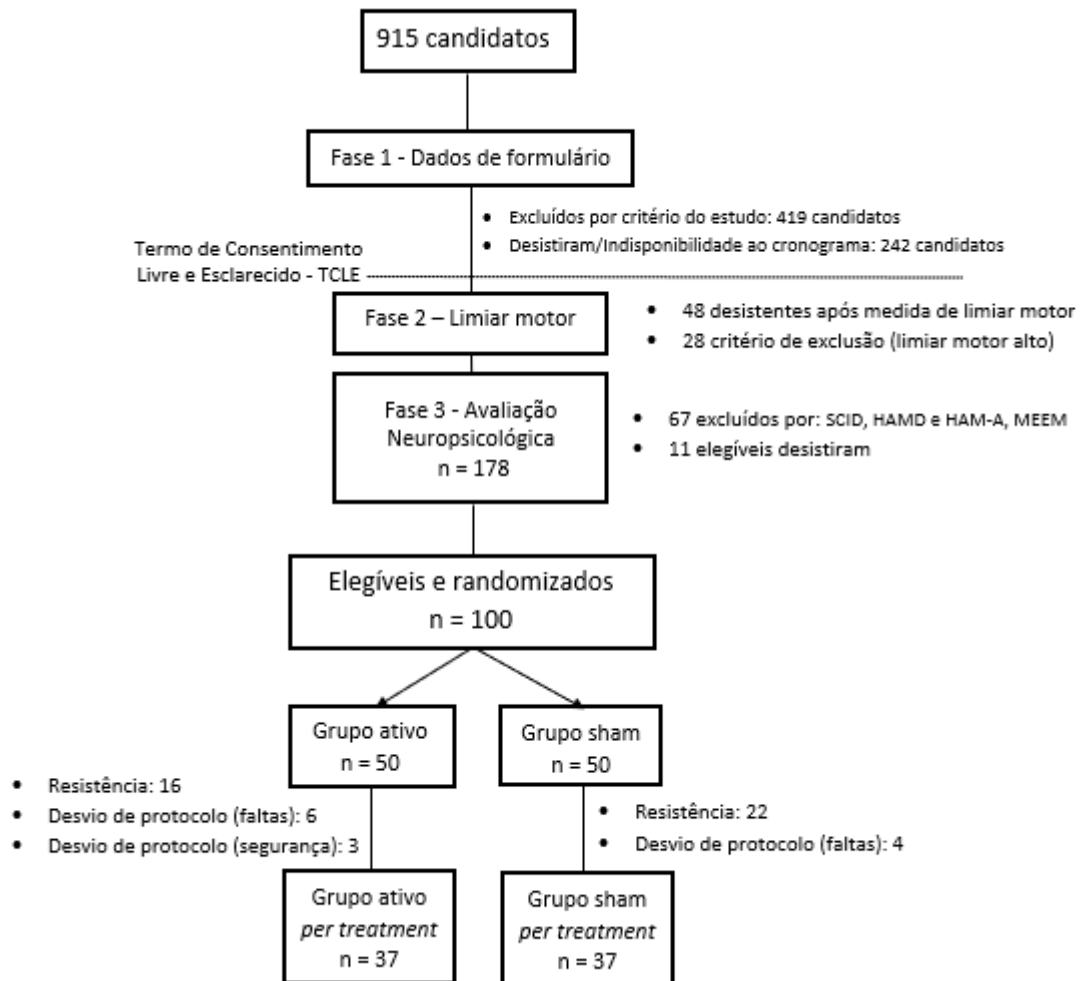 915 candidatos
Fase 1 - Dados de formulário
• Excluídos por critério do estudo: 419 candidatos
• Desistiram/Indisponibilidade ao cronograma: 242 candidatos
Termo de Consentimento
Livre e Esclarecido - TCLE
Fase 2 – Limiar motor
• 48 desistentes após medida de limiar motor
• 28 critério de exclusão (limiar motor alto)
Fase 3 - Avaliação
Neuropsicológica
n = 178
• 67 excluídos por: SCID, HAMD e HAM-A, MEEM
• 11 elegíveis desistiram
Elegíveis e randomizados
n = 100
Grupo ativo
n = 50
Grupo sham
n = 50
• Resistência: 16
• Desvio de protocolo (faltas): 6
• Desvio de protocolo (segurança): 3
• Resistência: 22
• Desvio de protocolo (faltas): 4
Grupo ativo
per treatment
n = 37
Grupo sham
per treatment
n = 37